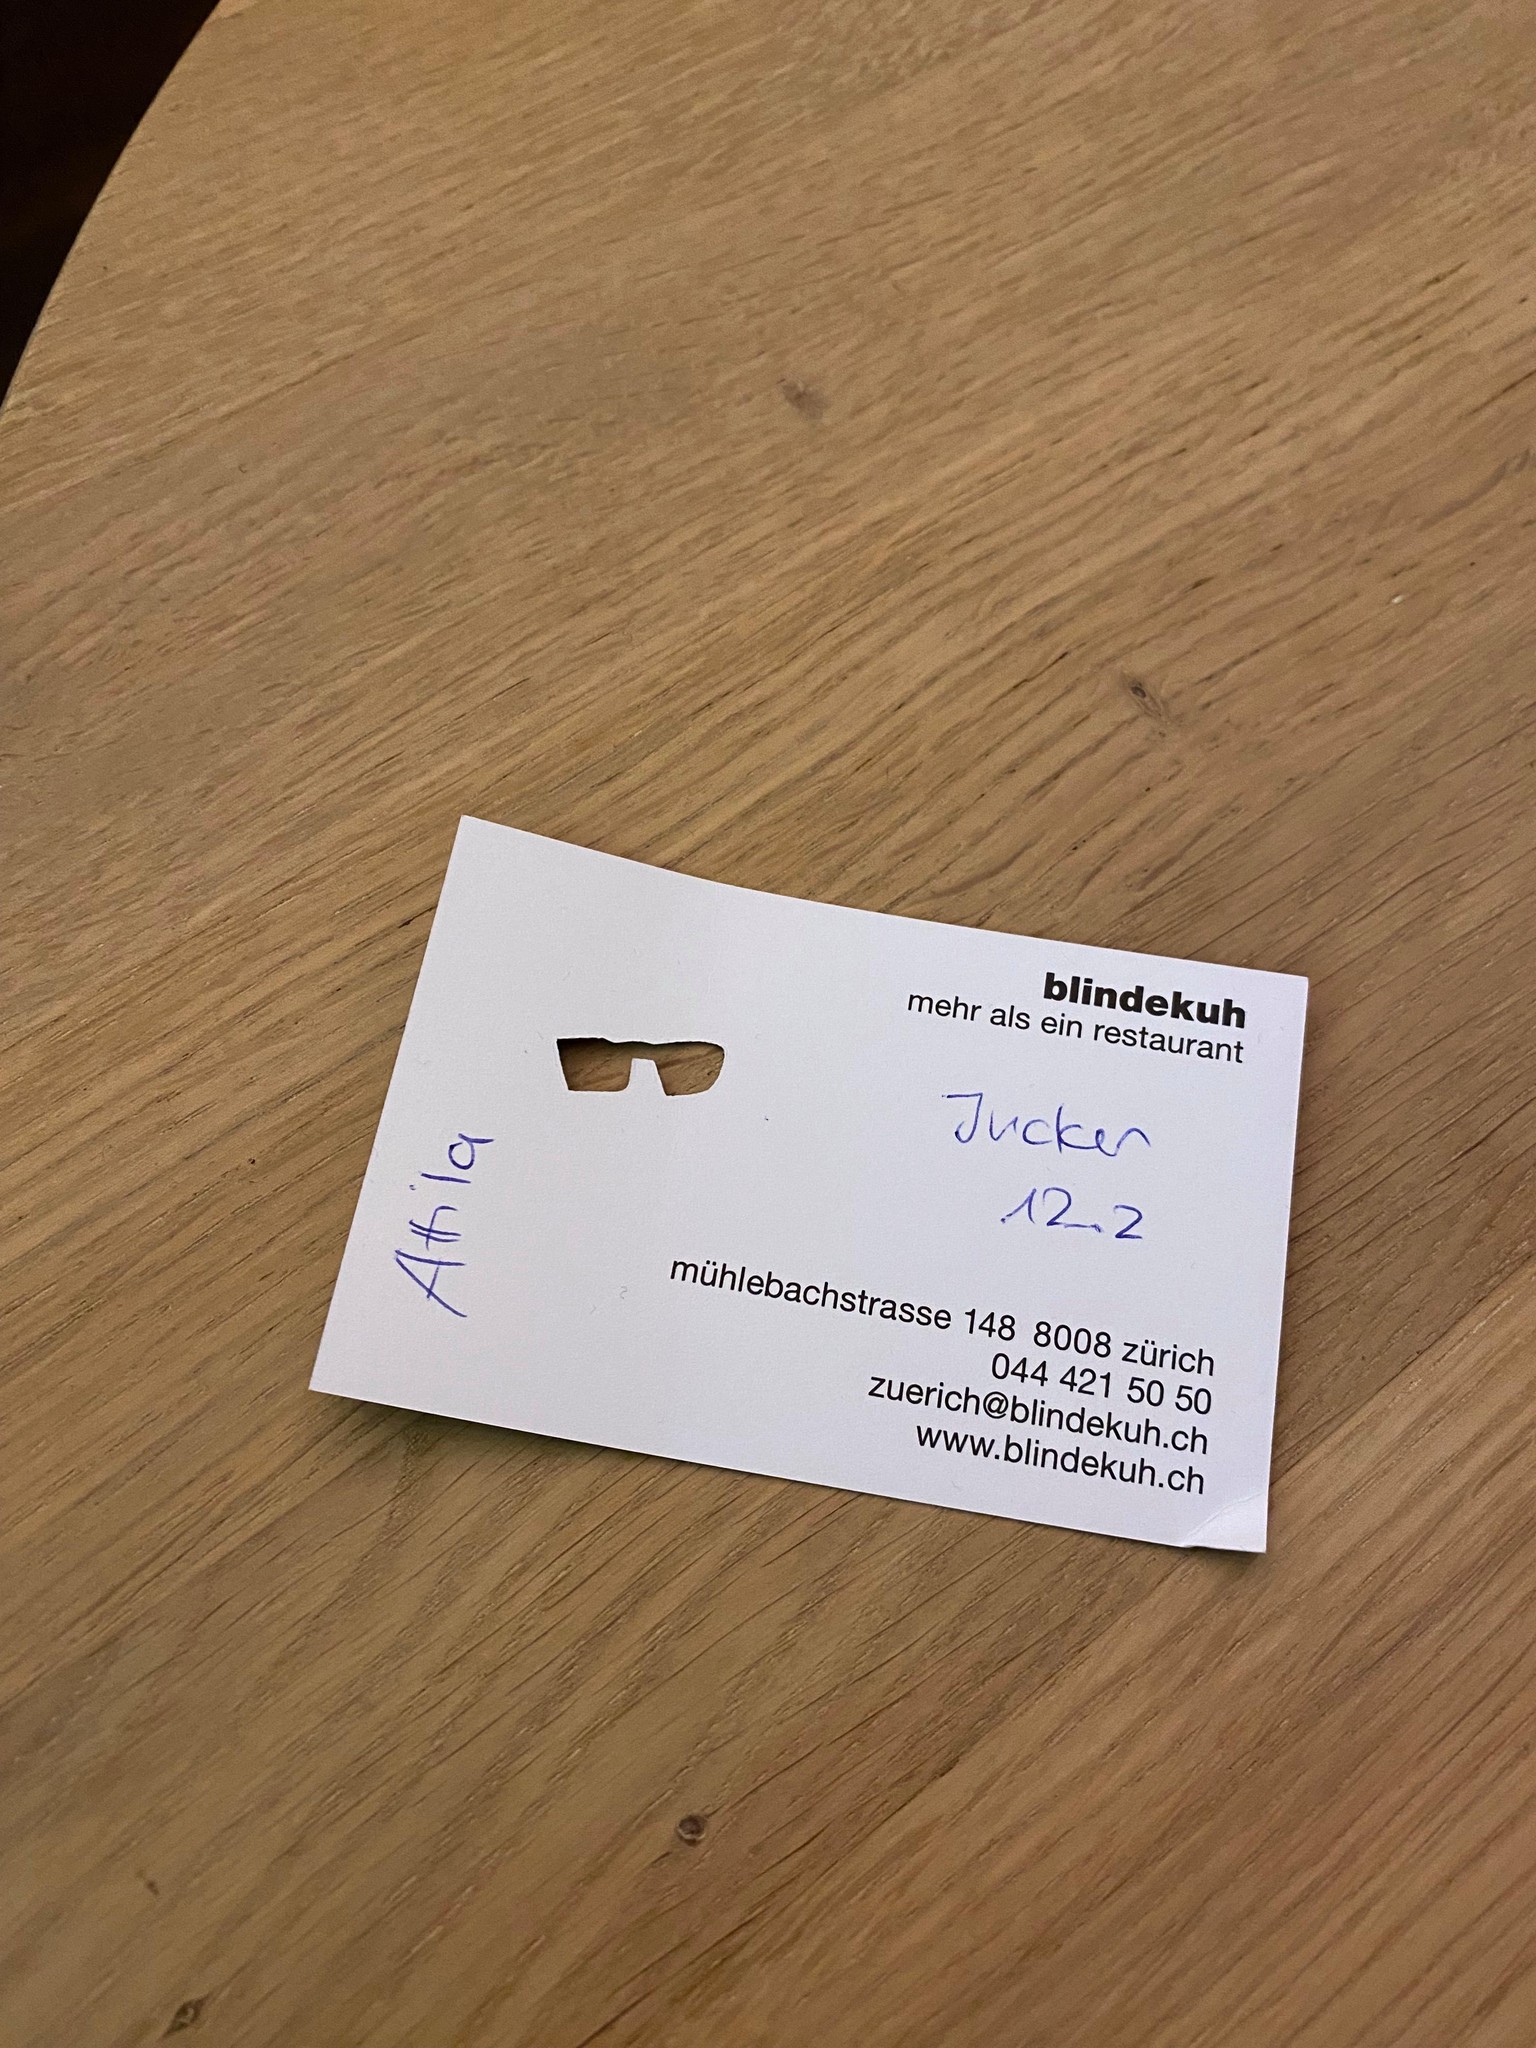 blindekuh
mehr als ein restaurant
Jucker
12.2
mühlebachstrasse 148 8008 zürich
044 421 50 50
zuerich@blindekuh.ch
www.blindekuh.ch
Attila